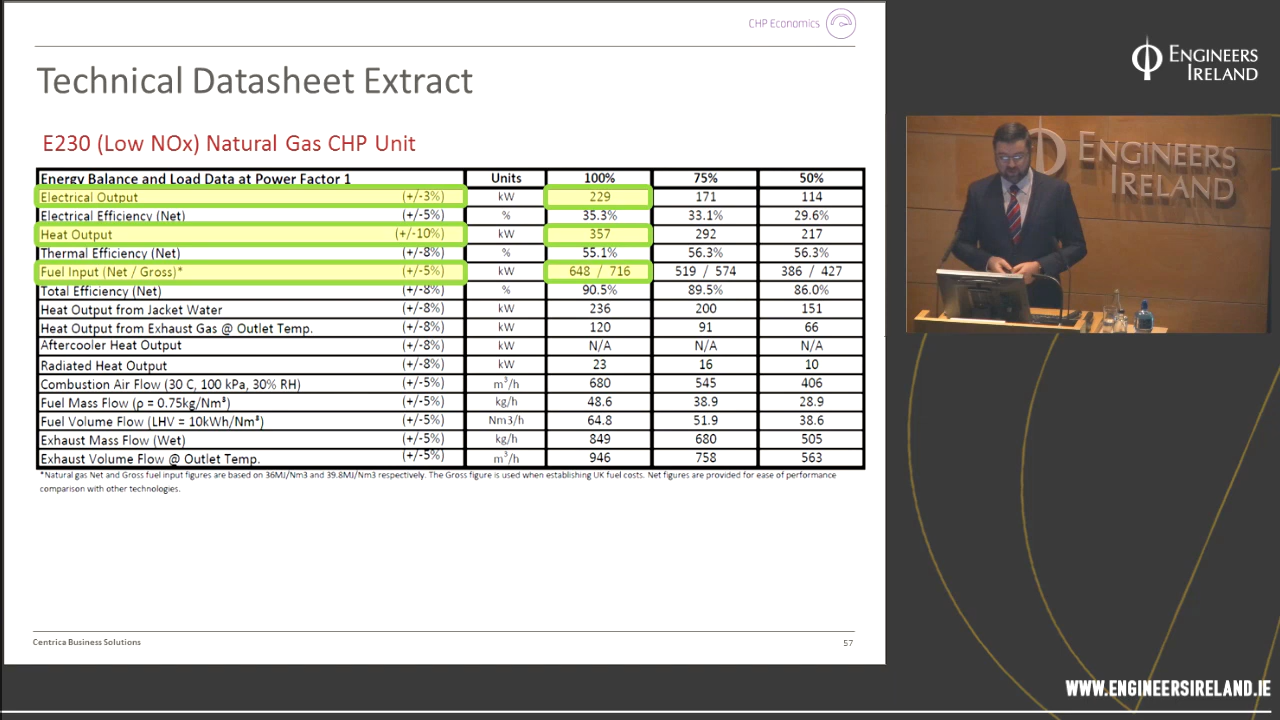 CHP Economics
Technical Datasheet Extract
E230 (Low NOx) Natural Gas CHP Unit
Energy Balance and Load Data at Power Factor 1 Units 100% 75% 50%
Electrical Output (+/-3%) kW 229 171 114
Electrical Efficiency (Net) (+/-5%) % 35.3% 33.1% 29.6%
Heat Output (+/-10%) kW 357 292 217
Thermal Efficiency (Net) (+/-8%) % 55.1% 56.3% 56.3%
Fuel Input (Net / Gross)* (+/-5%) kW 648 / 716 519 / 574 386 / 427
Total Efficiency (Net) (+/-8%) % 90.5% 89.5% 86.0%
Heat Output from Jacket Water (+/-8%) kW 236 200 151
Heat Output from Exhaust Gas @ Outlet Temp. (+/-8%) kW 120 91 66
Aftercooler Heat Output (+/-8%) kW N/A N/A N/A
Radiated Heat Output (+/-8%) kW 23 16 10
Combustion Air Flow (30 C, 100 kPa, 30% RH) (+/-5%) m³/h 680 545 406
Fuel Mass Flow (ρ = 0.75kg/Nm³) (+/-5%) kg/h 48.6 38.9 28.9
Fuel Volume Flow (LHV = 10kWh/Nm³) (+/-5%) Nm3/h 64.8 51.9 38.6
Exhaust Mass Flow (Wet) (+/-5%) kg/h 849 680 505
Exhaust Volume Flow @ Outlet Temp. (+/-5%) m³/h 946 758 563
*Natural gas Net and Gross fuel input figures are based on 36MJ/Nm3 and 39.8MJ/Nm3 respectively. The Gross figure is used when establishing UK fuel costs. Net figures are provided for ease of performance
comparison with other technologies.
Centrica Business Solutions 57
ENGINEERS
IRELAND
ENGINEERS
IRELAND
WWW.ENGINEERSIRELAND.IE